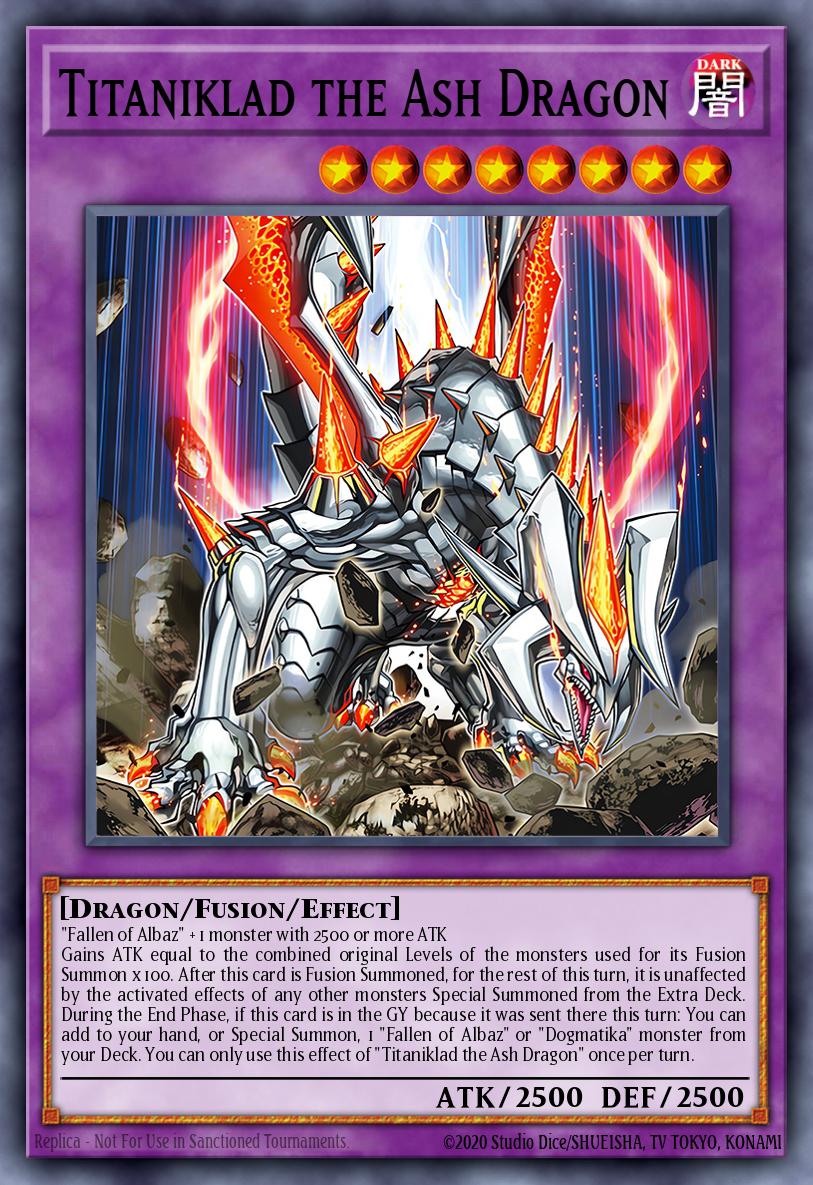 Titaniklad the Ash Dragon
DARK
闇
[Dragon/Fusion/Effect]
"Fallen of Albaz" + 1 monster with 2500 or more ATK
Gains ATK equal to the combined original Levels of the monsters used for its Fusion
Summon x 100. After this card is Fusion Summoned, for the rest of this turn, it is unaffected
by the activated effects of any other monsters Special Summoned from the Extra Deck.
During the End Phase, if this card is in the GY because it was sent there this turn: You can
add to your hand, or Special Summon, 1 "Fallen of Albaz" or "Dogmatika" monster from
your Deck. You can only use this effect of "Titaniklad the Ash Dragon" once per turn.
ATK/2500 DEF/2500
Replica - Not For Use in Sanctioned Tournaments.
©2020 Studio Dice/SHUEISHA, TV TOKYO, KONAMI